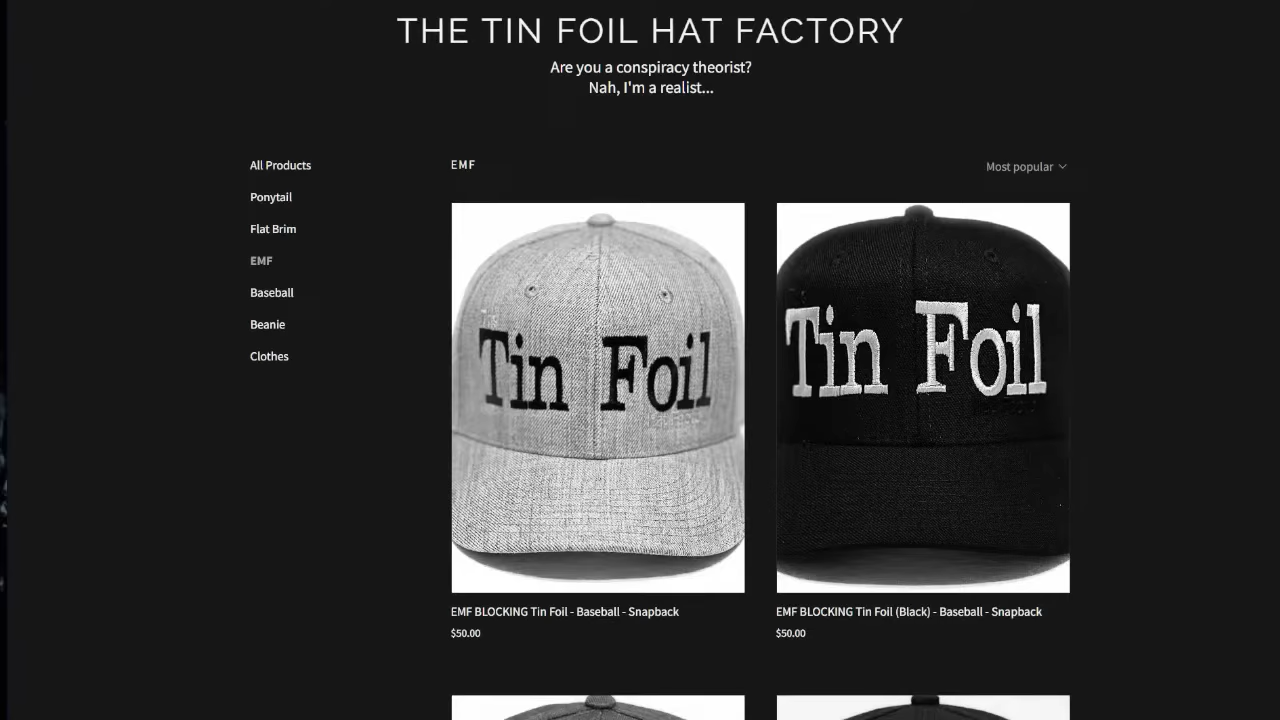 THE TIN FOIL HAT FACTORY
Are you a conspiracy theorist?
Nah, I'm a realist...
All Products
Ponytail
Flat Brim
EMF
Baseball
Beanie
Clothes
EMF
Most popular
Tin Foil
Tin Foil
EMF BLOCKING Tin Foil - Baseball - Snapback
$50.00
EMF BLOCKING Tin Foil (Black) - Baseball - Snapback
$50.00